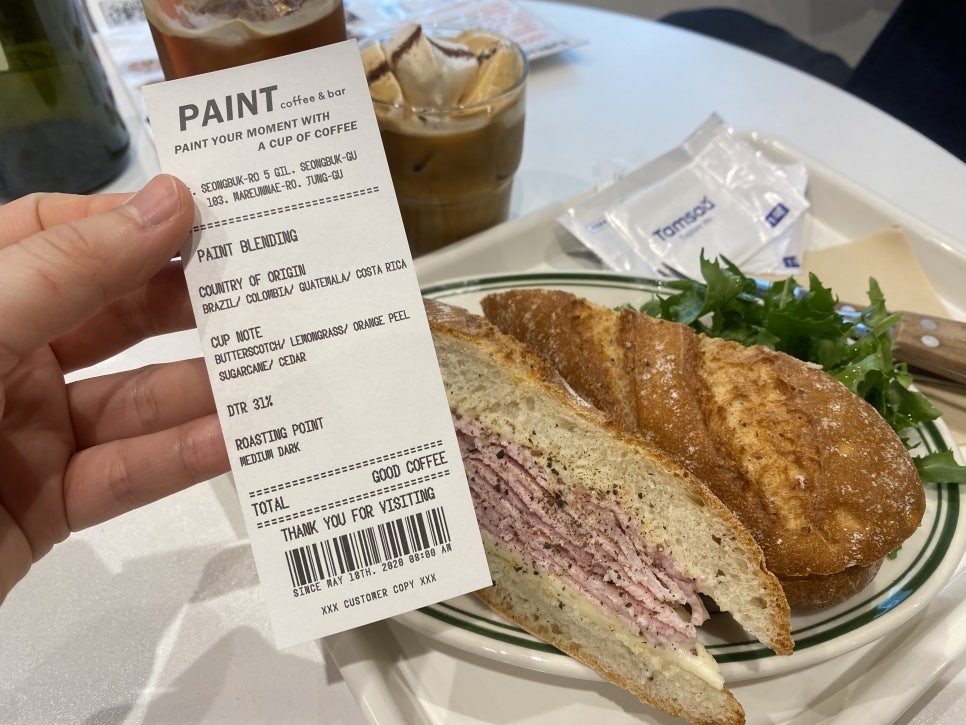 PAINT coffee & bar
PAINT YOUR MOMENT WITH
A CUP OF COFFEE
SEONGBUK-RO 5 GIL. SEONGBUK-GU
183. MAREUNNAE-RO. JUNG-GU
PAINT BLENDING
COUNTRY OF ORIGIN
BRAZIL/ COLOMBIA/ GUATEMALA/ COSTA RICA
CUP NOTE
BUTTERSCOTCH/ LEMONGRASS/ ORANGE PEEL
SUGARCANE/ CEDAR
DTR 31%
ROASTING POINT
MEDIUM DARK
GOOD COFFEE
TOTAL
THANK YOU FOR VISITING
SINCE MAY 18TH. 2020 08:00 AM
XXX CUSTOMER COPY XXX